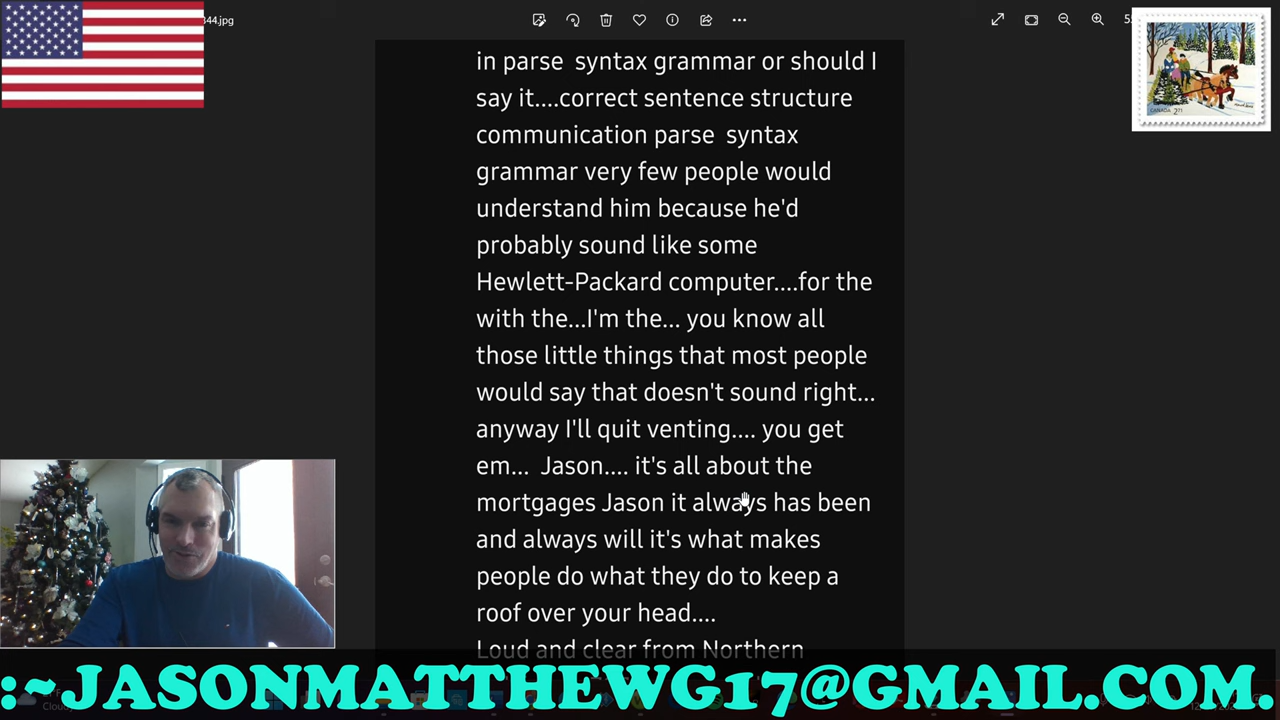 44.jpg
in parse syntax grammar or should I
say it....correct sentence structure
communication parse syntax
grammar very few people would
understand him because he'd
probably sound like some
Hewlett-Packard computer....for the
with the...I'm the... you know all
those little things that most people
would say that doesn't sound right...
anyway I'll quit venting.... you get
em... Jason.... it's all about the
mortgages Jason it always has been
and always will it's what makes
people do what they do to keep a
roof over your head....
Loud and clear from Northern
CANADA
:~JASONMATTHEWG17@GMAIL.COM.